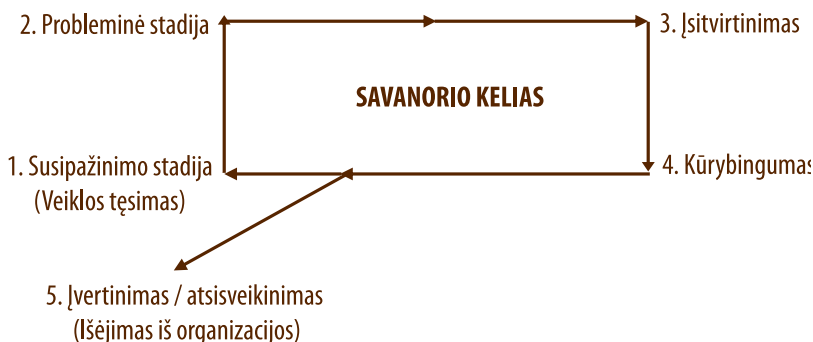 2. Probleminė stadija
3. Įsitvirtinimas
SAVANORIO KELIAS
1. Susipažinimo stadija
(Veiklos tęsimas)
4. Kūrybingumas
5. Įvertinimas / atsisveikinimas
(Išėjimas iš organizacijos)